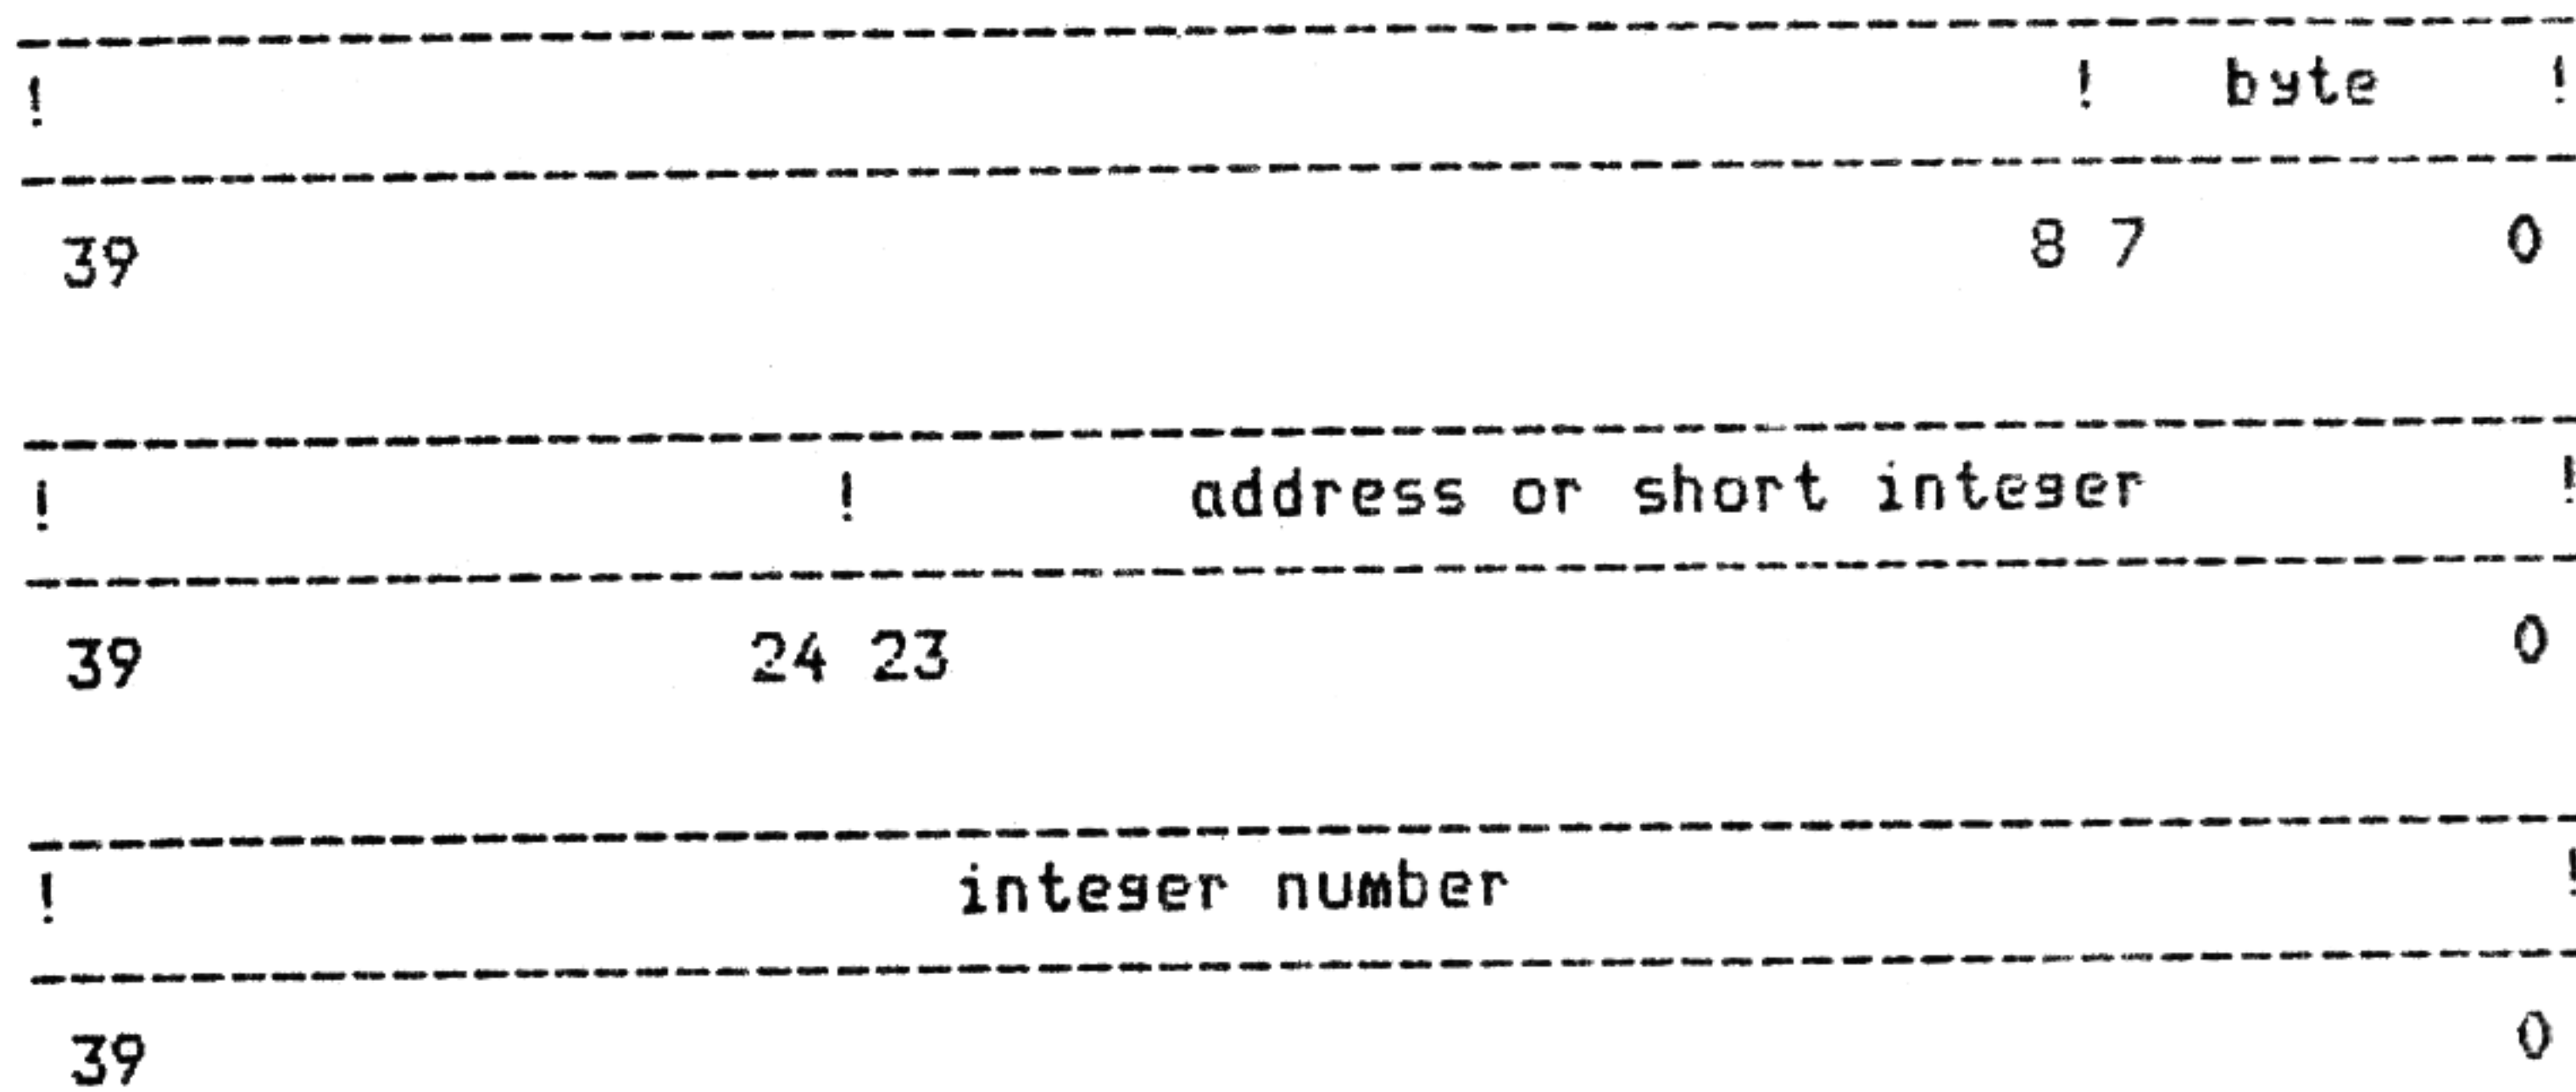 ! ! byte !
39 8 7 0
! ! address or short integer !
39 24 23 0
! integer number !
39 0